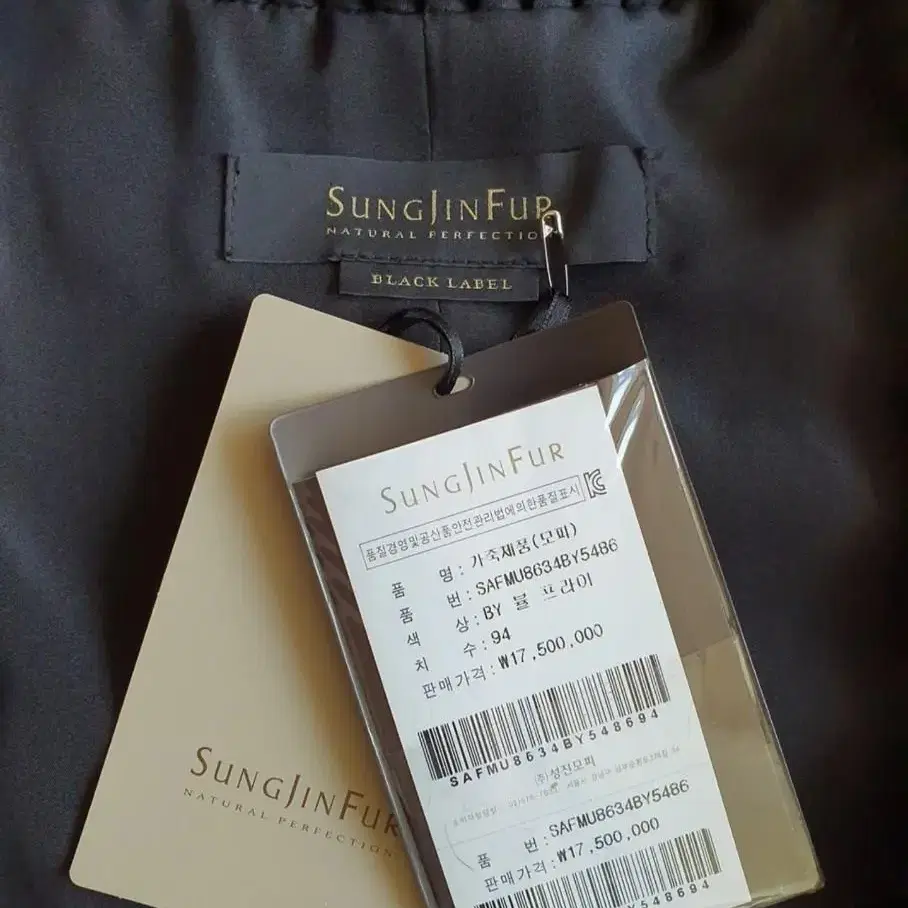 SUNGJINFUR
NATURAL PERFECTION
BLACK LABEL
SUNGJINFUR
품질경영및공산품안전관리법에의한품질표시
품 명 : 가죽제품(모피)
품 번 : SAFMU8634BY5486
색 상 : BY 뷸 프라이
치 수 : 94
판매가격 : ₩17,500,000
SAFMU8634BY548694
(주)성진모피
품 번 : SAFMU8634BY5486
판매가격 : ₩17,500,000
SAFMU8634BY548694
SUNGJINFUR
NATURAL PERFECTION